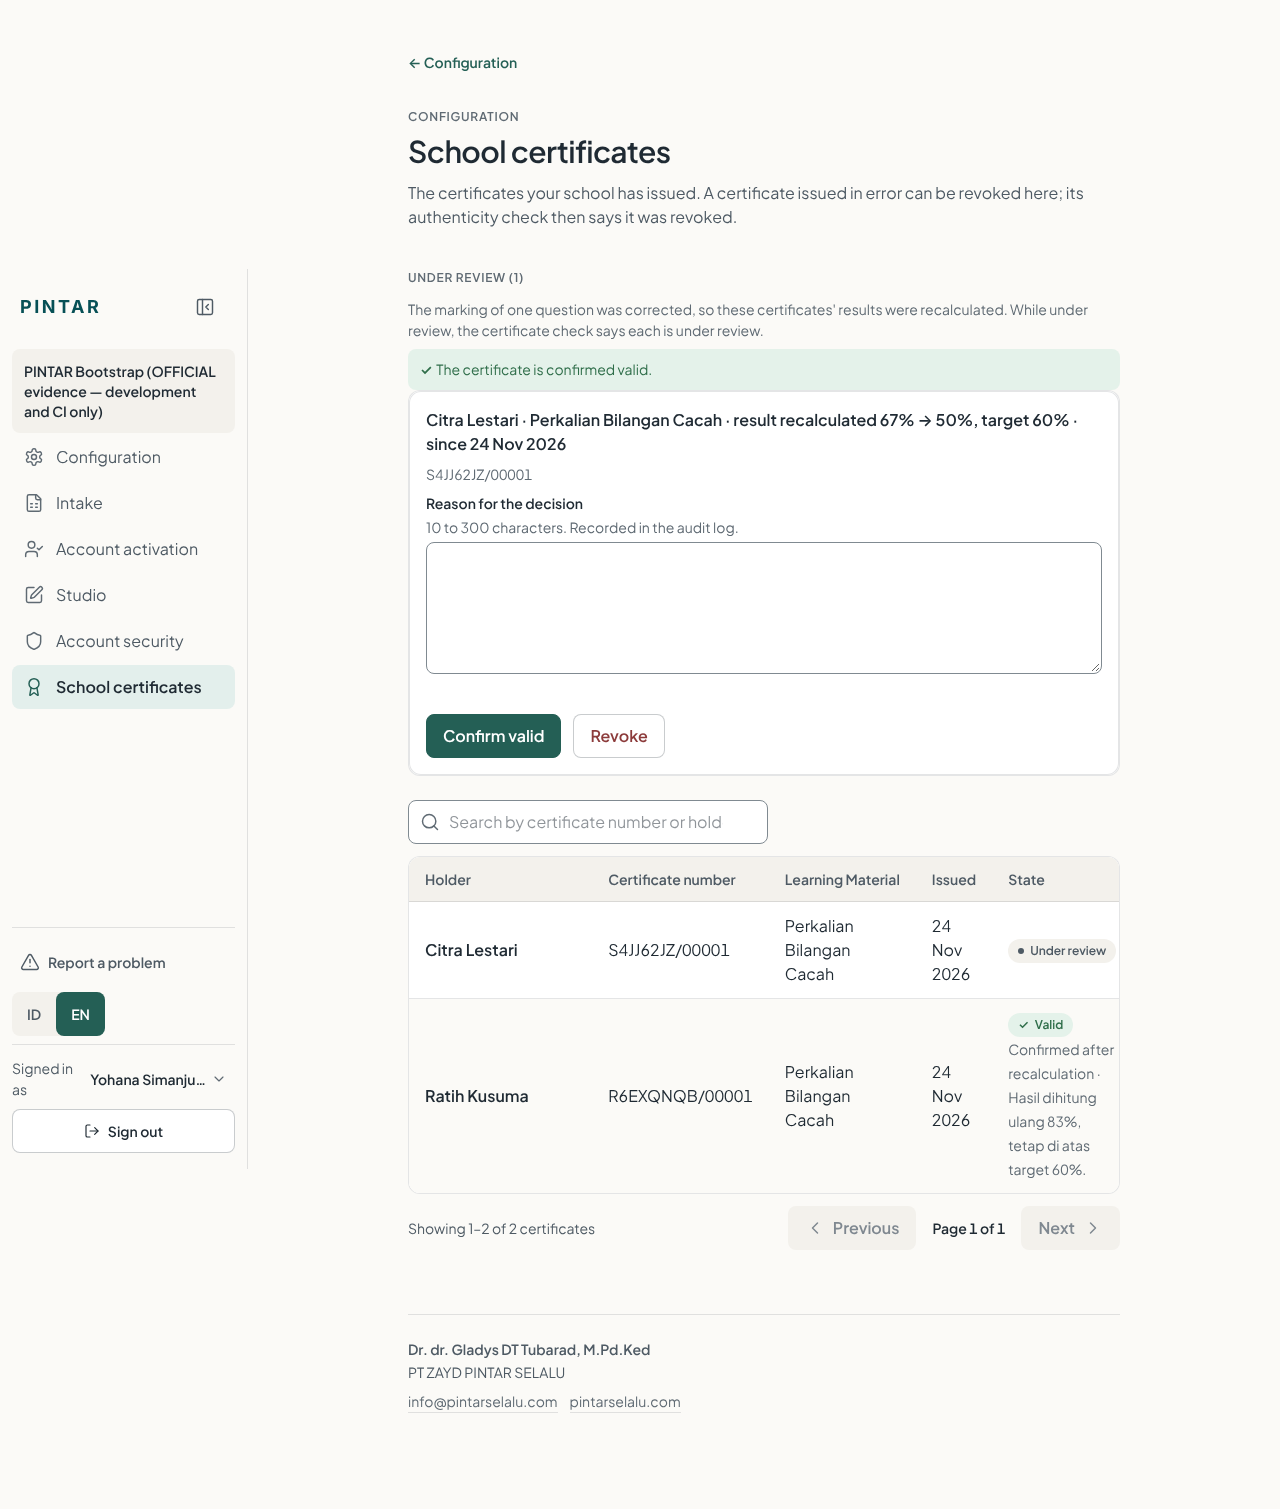 ← Configuration
CONFIGURATION
School certificates
The certificates your school has issued. A certificate issued in error can be revoked here; its
authenticity check then says it was revoked.
PINTAR
PINTAR Bootstrap (OFFICIAL
evidence — development
and CI only)
Configuration
Intake
Account activation
Studio
Account security
School certificates
Report a problem
ID EN
Signed in
as
Yohana Simanju…
Sign out
UNDER REVIEW (1)
The marking of one question was corrected, so these certificates' results were recalculated. While under
review, the certificate check says each is under review.
✓ The certificate is confirmed valid.
Citra Lestari · Perkalian Bilangan Cacah · result recalculated 67% → 50%, target 60% ·
since 24 Nov 2026
S4JJ62JZ/00001
Reason for the decision
10 to 300 characters. Recorded in the audit log.
Confirm valid Revoke
Search by certificate number or hold
Holder Certificate number Learning Material Issued State
Citra Lestari S4JJ62JZ/00001
Perkalian
Bilangan
Cacah
24
Nov
2026
Under review
Ratih Kusuma R6EXQNQB/00001
Perkalian
Bilangan
Cacah
24
Nov
2026
✓ Valid
Confirmed after
recalculation ·
Hasil dihitung
ulang 83%,
tetap di atas
target 60%.
Showing 1–2 of 2 certificates
Previous Page 1 of 1 Next
Dr. dr. Gladys DT Tubarad, M.Pd.Ked
PT ZAYD PINTAR SELALU
info@pintarselalu.com pintarselalu.com